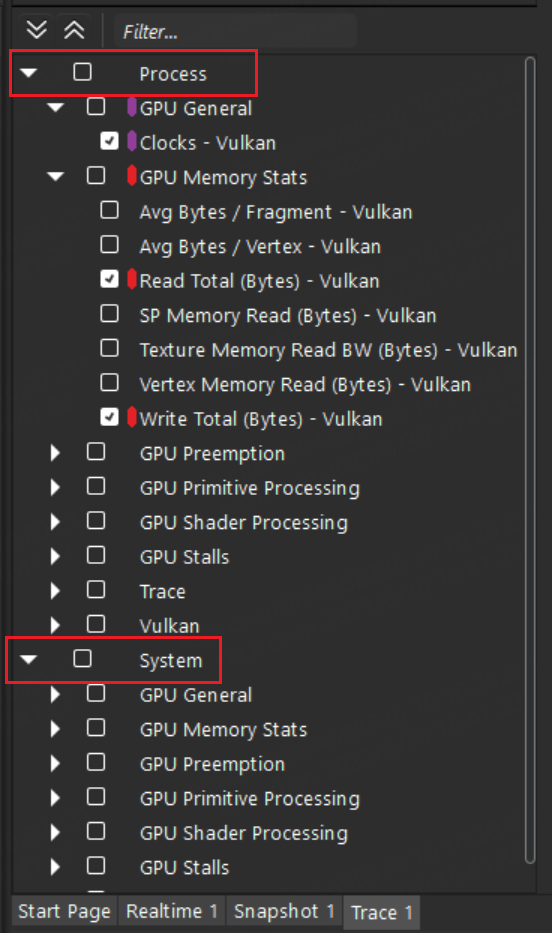 Filter...
Process
GPU General
Clocks - Vulkan
GPU Memory Stats
Avg Bytes / Fragment - Vulkan
Avg Bytes / Vertex - Vulkan
Read Total (Bytes) - Vulkan
SP Memory Read (Bytes) - Vulkan
Texture Memory Read BW (Bytes) - Vulkan
Vertex Memory Read (Bytes) - Vulkan
Write Total (Bytes) - Vulkan
GPU Preemption
GPU Primitive Processing
GPU Shader Processing
GPU Stalls
Trace
Vulkan
System
GPU General
GPU Memory Stats
GPU Preemption
GPU Primitive Processing
GPU Shader Processing
GPU Stalls
Start Page Realtime 1 Snapshot 1 Trace 1